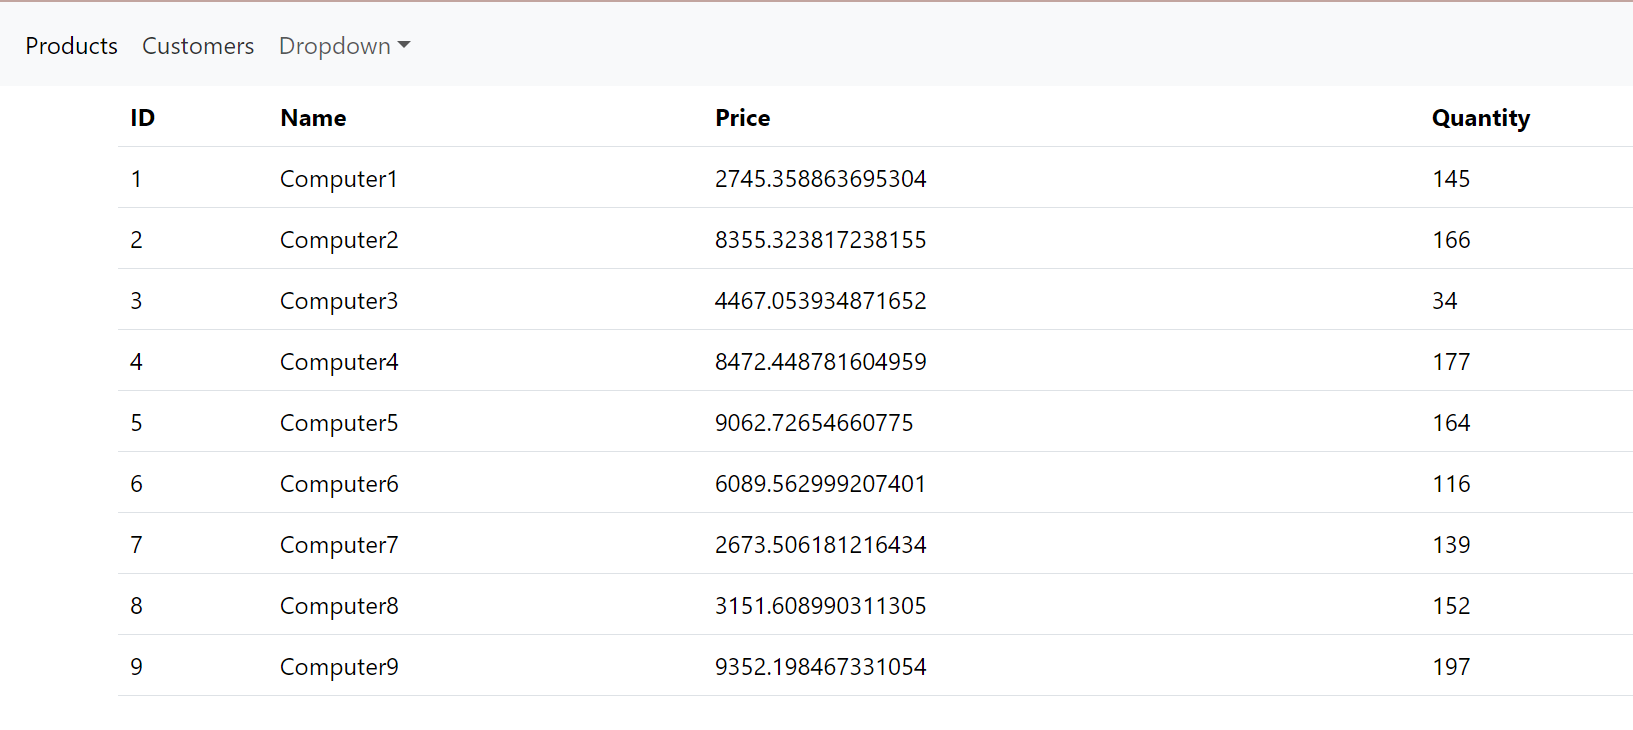 Products Customers Dropdown
ID Name Price Quantity
1 Computer1 2745.358863695304 145
2 Computer2 8355.323817238155 166
3 Computer3 4467.053934871652 34
4 Computer4 8472.448781604959 177
5 Computer5 9062.72654660775 164
6 Computer6 6089.562999207401 116
7 Computer7 2673.506181216434 139
8 Computer8 3151.608990311305 152
9 Computer9 9352.198467331054 197